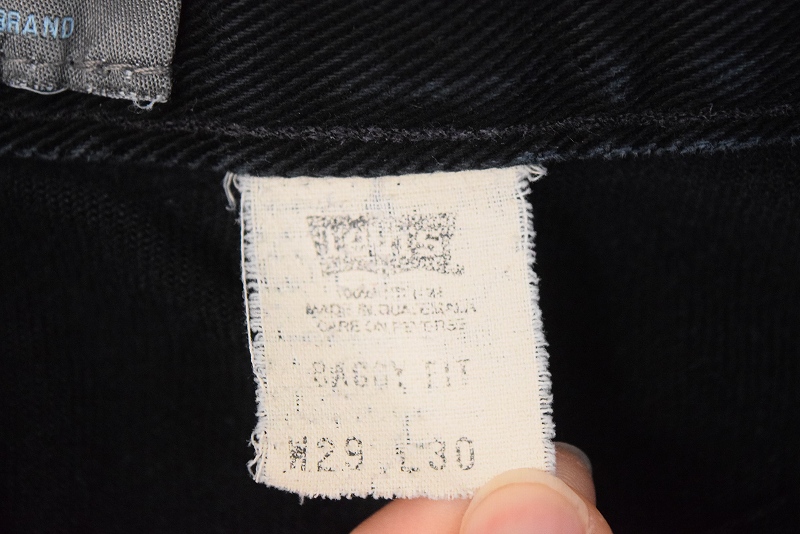 BRAND
LEVI'S
100% COTTON
MADE IN GUATEMALA
CARE ON REVERSE
BAGGY FIT
W29 L30